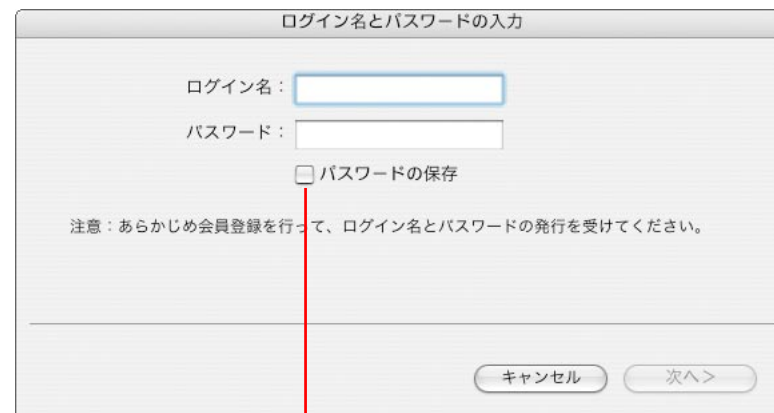 ログイン名とパスワードの入力
ログイン名：
パスワード：
パスワードの保存
注意：あらかじめ会員登録を行って、ログイン名とパスワードの発行を受けてください。
キャンセル
次へ>